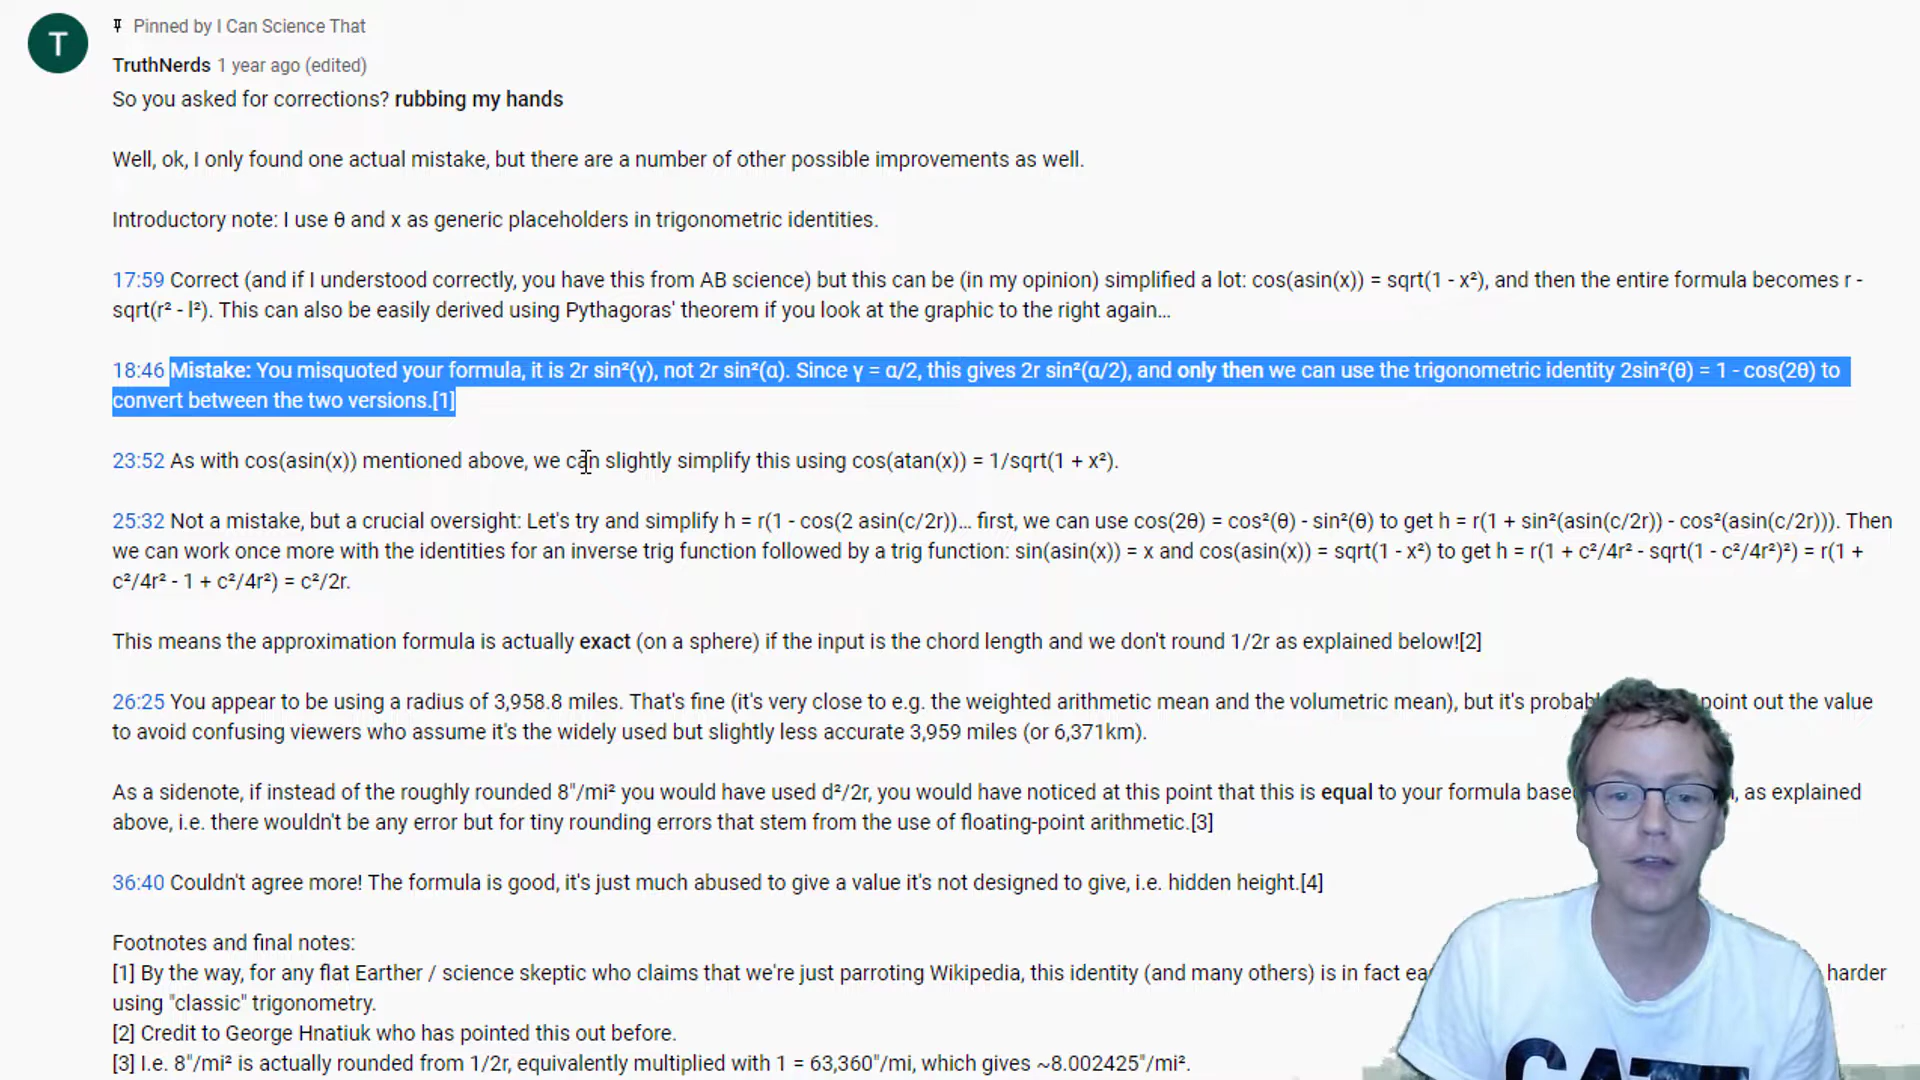 T
Pinned by I Can Science That
TruthNerds 1 year ago (edited)
So you asked for corrections? rubbing my hands
Well, ok, I only found one actual mistake, but there are a number of other possible improvements as well.
Introductory note: I use θ and x as generic placeholders in trigonometric identities.
17:59 Correct (and if I understood correctly, you have this from AB science) but this can be (in my opinion) simplified a lot: cos(asin(x)) = sqrt(1 - x²), and then the entire formula becomes r -
sqrt(r² - l²). This can also be easily derived using Pythagoras' theorem if you look at the graphic to the right again...
18:46 Mistake: You misquoted your formula, it is 2r sin²(γ), not 2r sin²(α). Since γ = α/2, this gives 2r sin²(α/2), and only then we can use the trigonometric identity 2sin²(θ) = 1 - cos(2θ) to
convert between the two versions.[1]
23:52 As with cos(asin(x)) mentioned above, we can slightly simplify this using cos(atan(x)) = 1/sqrt(1 + x²).
25:32 Not a mistake, but a crucial oversight: Let's try and simplify h = r(1 - cos(2 asin(c/2r))... first, we can use cos(2θ) = cos²(θ) - sin²(θ) to get h = r(1 + sin²(asin(c/2r)) - cos²(asin(c/2r))). Then
we can work once more with the identities for an inverse trig function followed by a trig function: sin(asin(x)) = x and cos(asin(x)) = sqrt(1 - x²) to get h = r(1 + c²/4r² - sqrt(1 - c²/4r²)²) = r(1 +
c²/4r² - 1 + c²/4r²) = c²/2r.
This means the approximation formula is actually exact (on a sphere) if the input is the chord length and we don't round 1/2r as explained below![2]
26:25 You appear to be using a radius of 3,958.8 miles. That's fine (it's very close to e.g. the weighted arithmetic mean and the volumetric mean), but it's probab point out the value
to avoid confusing viewers who assume it's the widely used but slightly less accurate 3,959 miles (or 6,371km).
As a sidenote, if instead of the roughly rounded 8"/mi² you would have used d²/2r, you would have noticed at this point that this is equal to your formula base , as explained
above, i.e. there wouldn't be any error but for tiny rounding errors that stem from the use of floating-point arithmetic.[3]
36:40 Couldn't agree more! The formula is good, it's just much abused to give a value it's not designed to give, i.e. hidden height.[4]
Footnotes and final notes:
[1] By the way, for any flat Earther / science skeptic who claims that we're just parroting Wikipedia, this identity (and many others) is in fact ea harder
using "classic" trigonometry.
[2] Credit to George Hnatiuk who has pointed this out before.
[3] I.e. 8"/mi² is actually rounded from 1/2r, equivalently multiplied with 1 = 63,360"/mi, which gives ~8.002425"/mi².